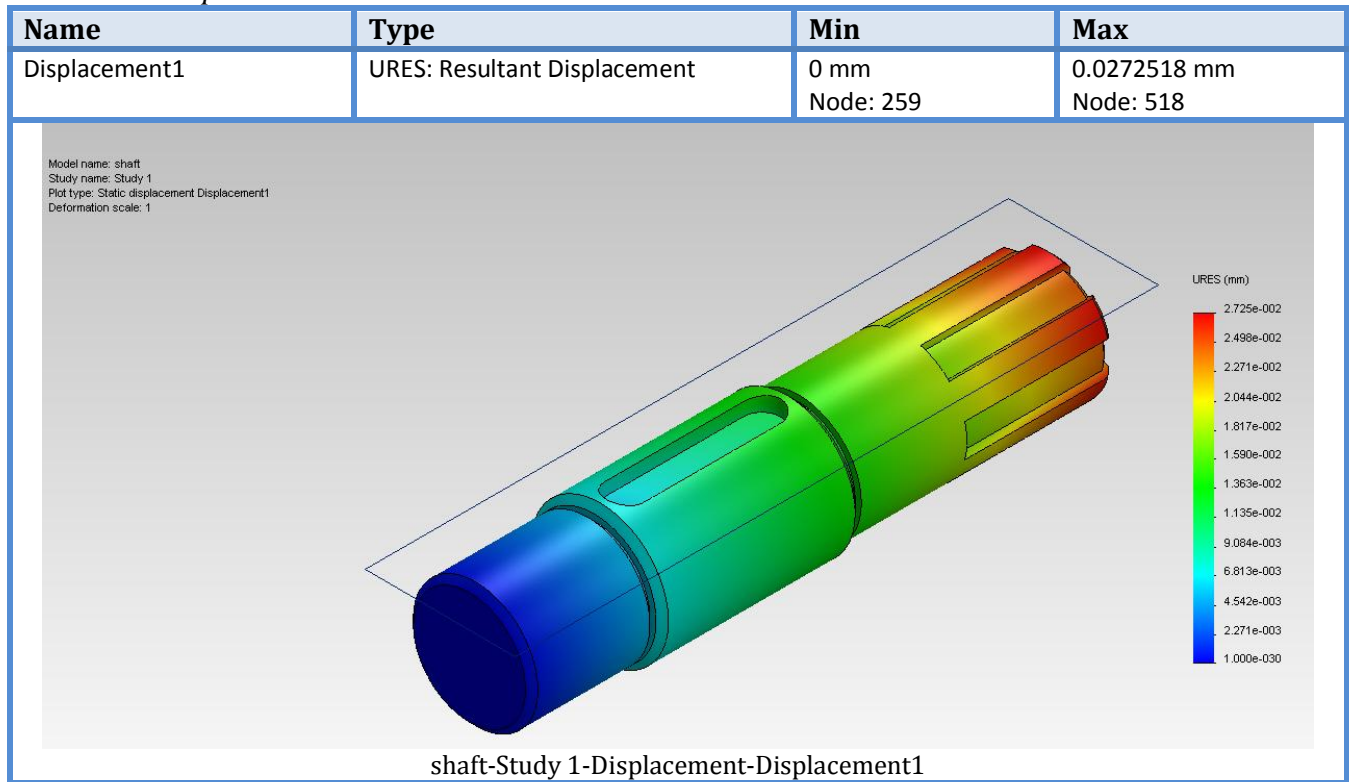 Name Type Min Max
Displacement1 URES: Resultant Displacement 0 mm 0.0272518 mm
Node: 259 Node: 518
Model name: shaft
Study name: Study 1
Plot type: Static displacement Displacement1
Deformation scale: 1
URES (mm)
2.725e-002
2.498e-002
2.271e-002
2.044e-002
1.817e-002
1.590e-002
1.363e-002
1.135e-002
9.084e-003
6.813e-003
4.542e-003
2.271e-003
1.000e-030
shaft-Study 1-Displacement-Displacement1